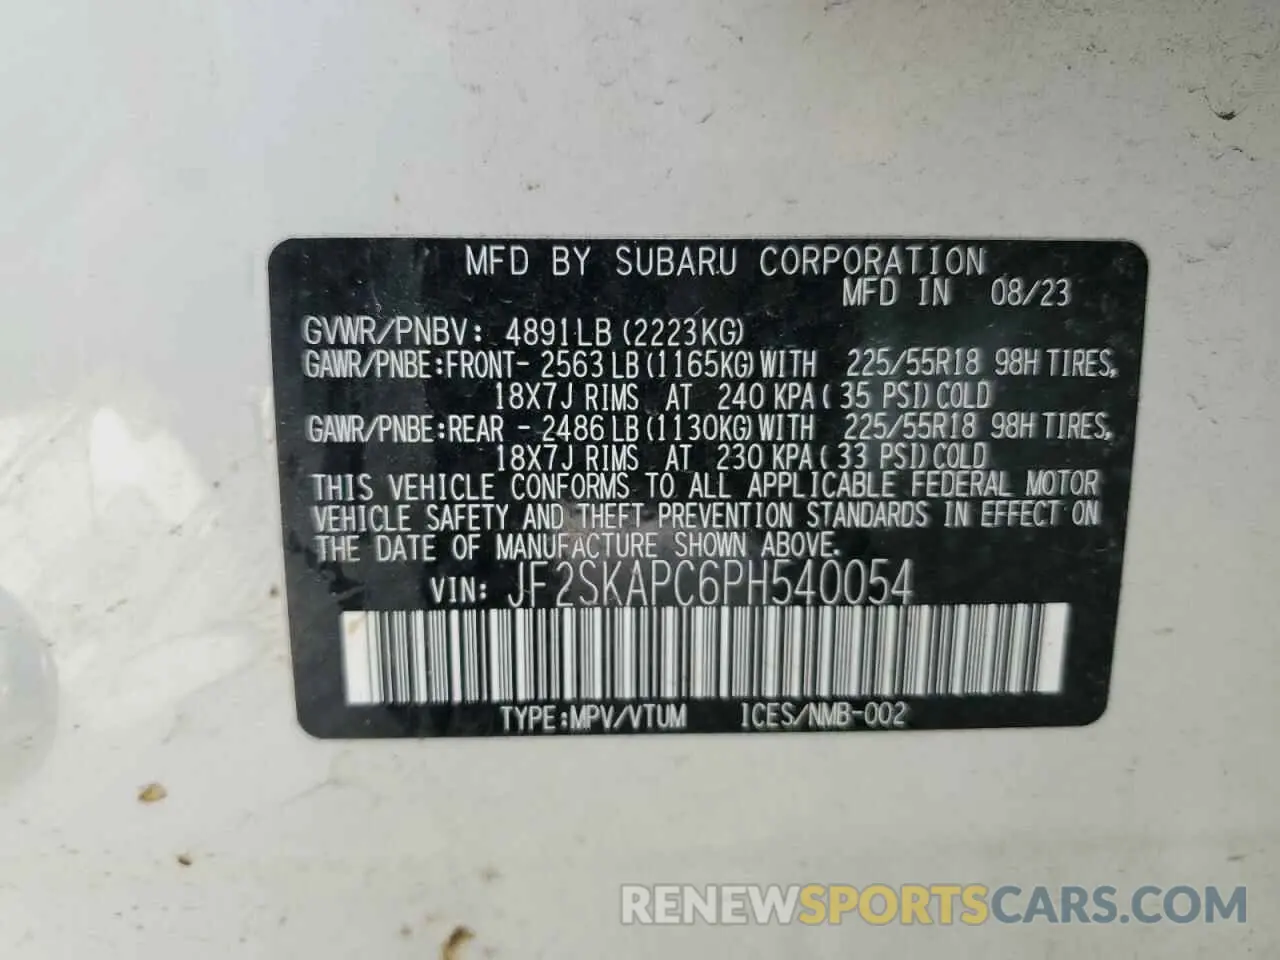 MFD BY SUBARU CORPORATION
MFD IN 08/23
GVWR/PNBV: 4891LB (2223KG)
GAWR/PNBE:FRONT- 2563 LB (1165KG) WITH 225/55R18 98H TIRES,
18X7J RIMS AT 240 KPA( 35 PSI) COLD
GAWR/PNBE:REAR - 2486 LB (1130KG) WITH 225/55R18 98H TIRES,
18X7J RIMS AT 230 KPA( 33 PSI) COLD
THIS VEHICLE CONFORMS TO ALL APPLICABLE FEDERAL MOTOR
VEHICLE SAFETY AND THEFT PREVENTION STANDARDS IN EFFECT ON
THE DATE OF MANUFACTURE SHOWN ABOVE.
VIN: JF2SKAPC6PH540054
TYPE:MPV/VTUM ICES/NMB-002
RENEWSPORTSCARS.COM